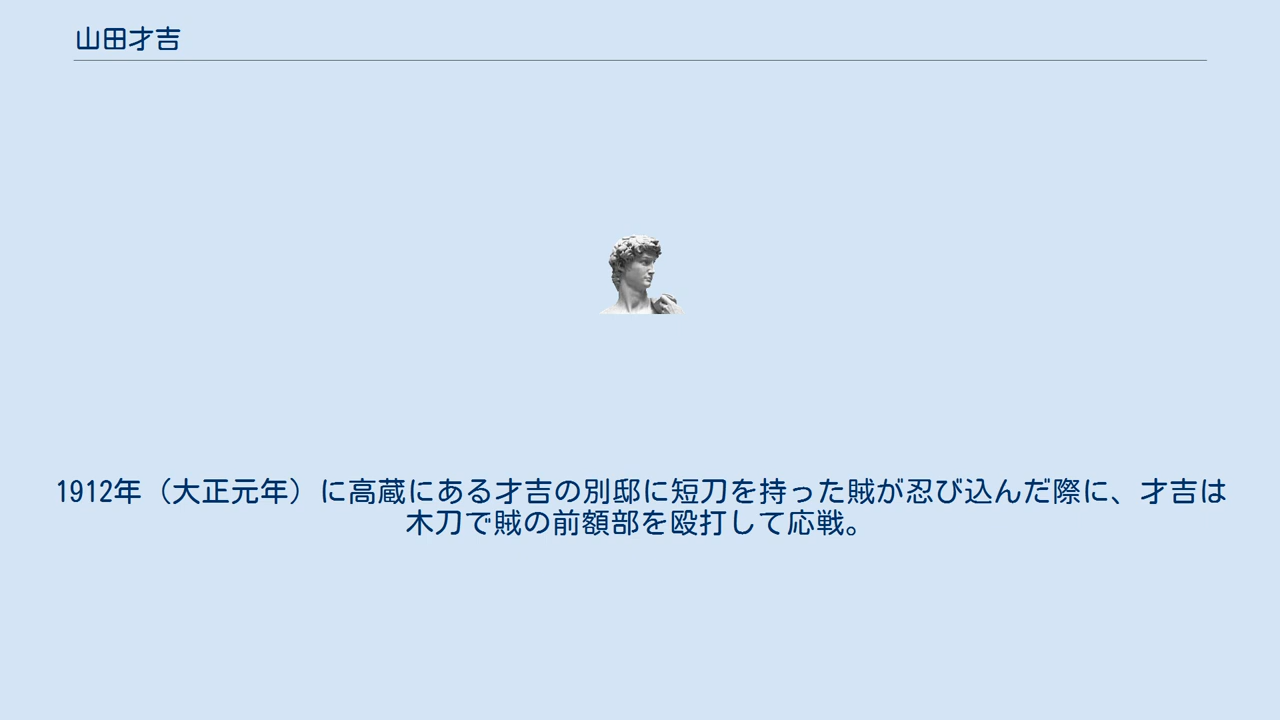 山田才吉
1912年（大正元年）に高蔵にある才吉の別邸に短刀を持った賊が忍び込んだ際に、才吉は
木刀で賊の前額部を殴打して応戦。